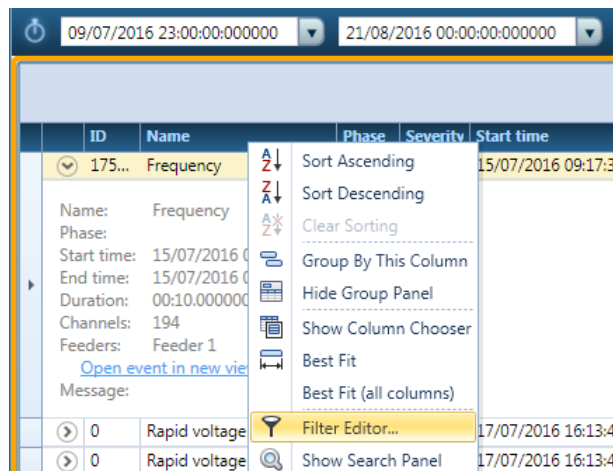 09/07/2016 23:00:00:000000 21/08/2016 00:00:00:000000
ID Name Phase Severity Start time
175... Frequency 15/07/2016 09:17:3
Name: Frequency
Phase:
Start time: 15/07/2016 0
End time: 15/07/2016 0
Duration: 00:10.000000
Channels: 194
Feeders: Feeder 1
Open event in new vie
Message:
Sort Ascending
Sort Descending
Clear Sorting
Group By This Column
Hide Group Panel
Show Column Chooser
Best Fit
Best Fit (all columns)
Filter Editor...
Show Search Panel
0 Rapid voltage 17/07/2016 16:13:4
0 Rapid voltage 17/07/2016 16:13:4